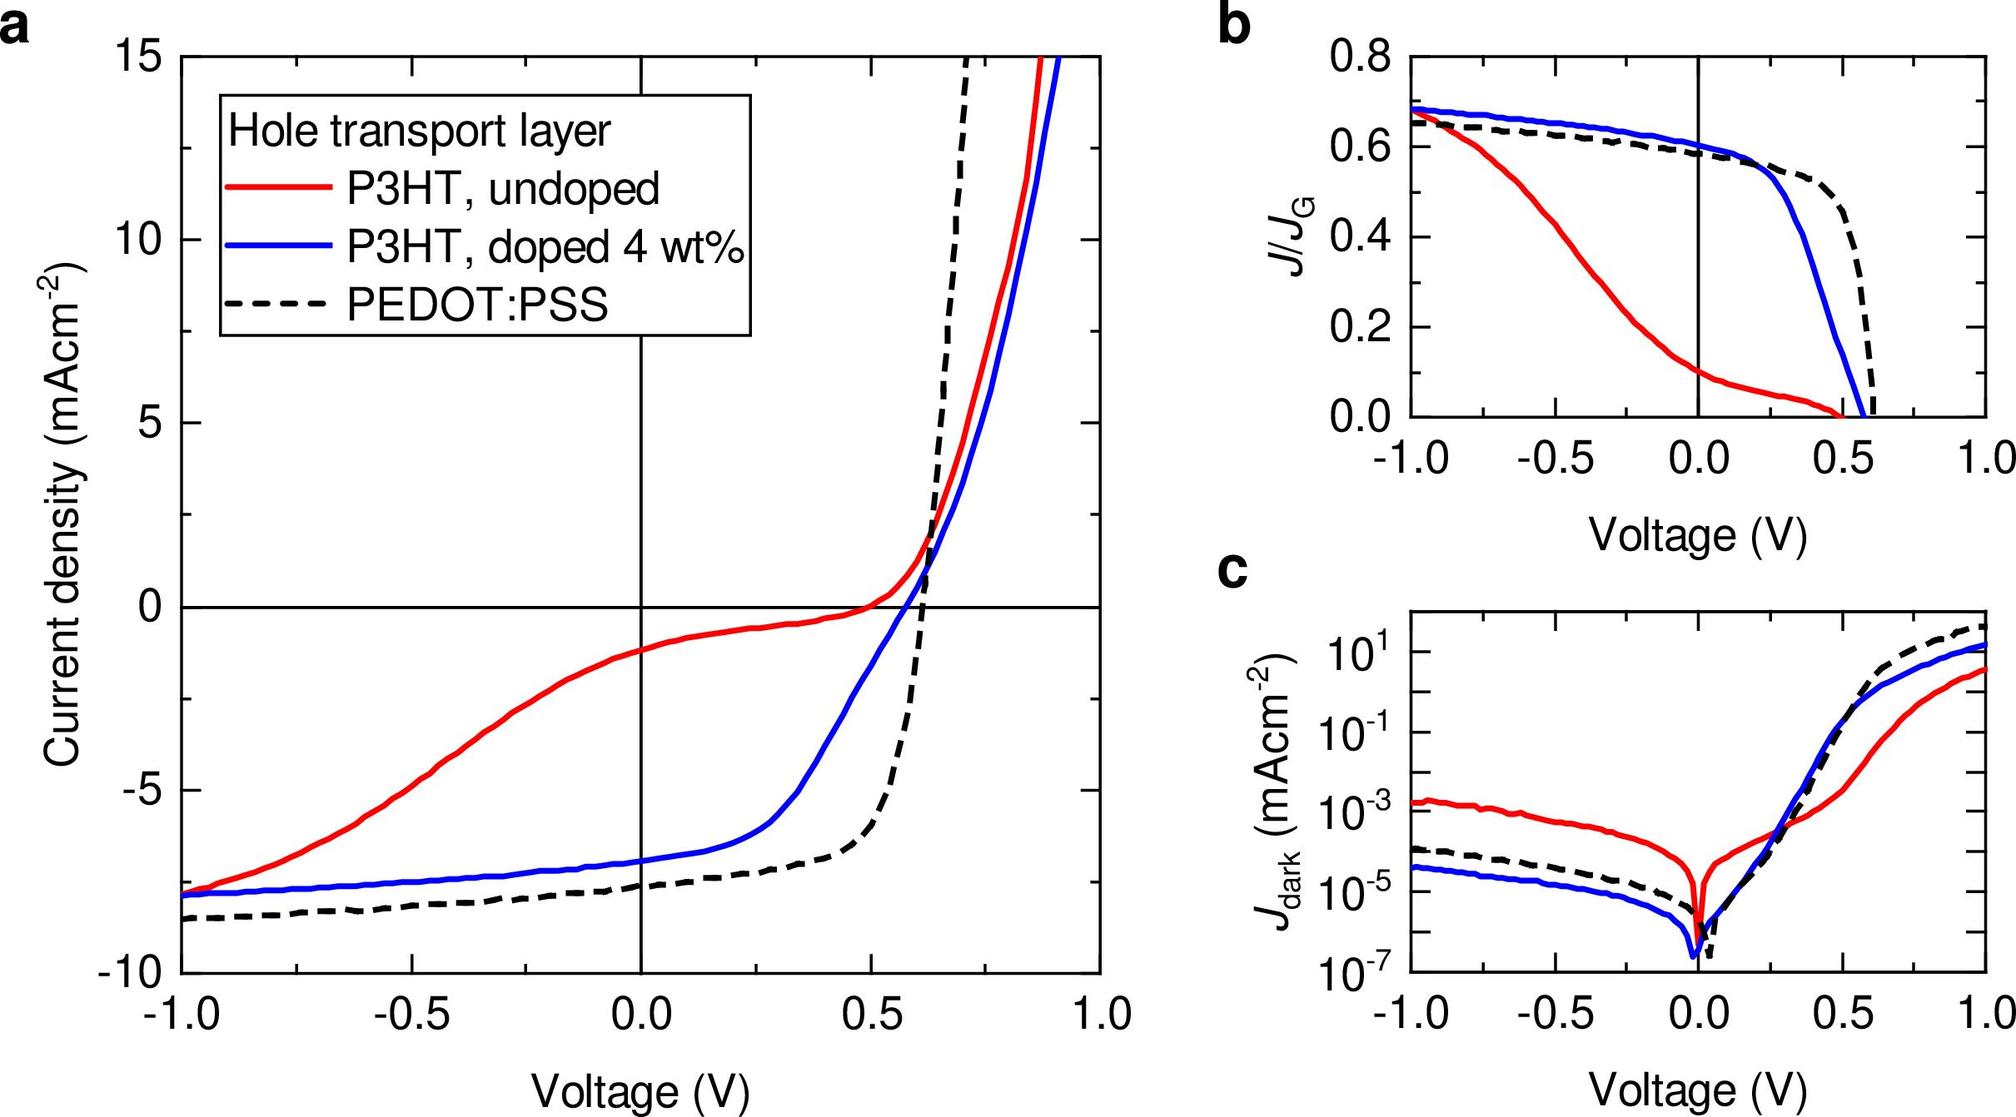 a
15
10
5
0
-5
-10
Current density (mAcm-2)
Hole transport layer
P3HT, undoped
P3HT, doped 4 wt%
PEDOT:PSS
-1.0 -0.5 0.0 0.5 1.0
Voltage (V)
b
0.8
0.6
0.4
0.2
0.0
J/JG
-1.0 -0.5 0.0 0.5 1.0
Voltage (V)
c
10^1
10^-1
10^-3
10^-5
10^-7
Jdark (mAcm-2)
-1.0 -0.5 0.0 0.5 1.0
Voltage (V)